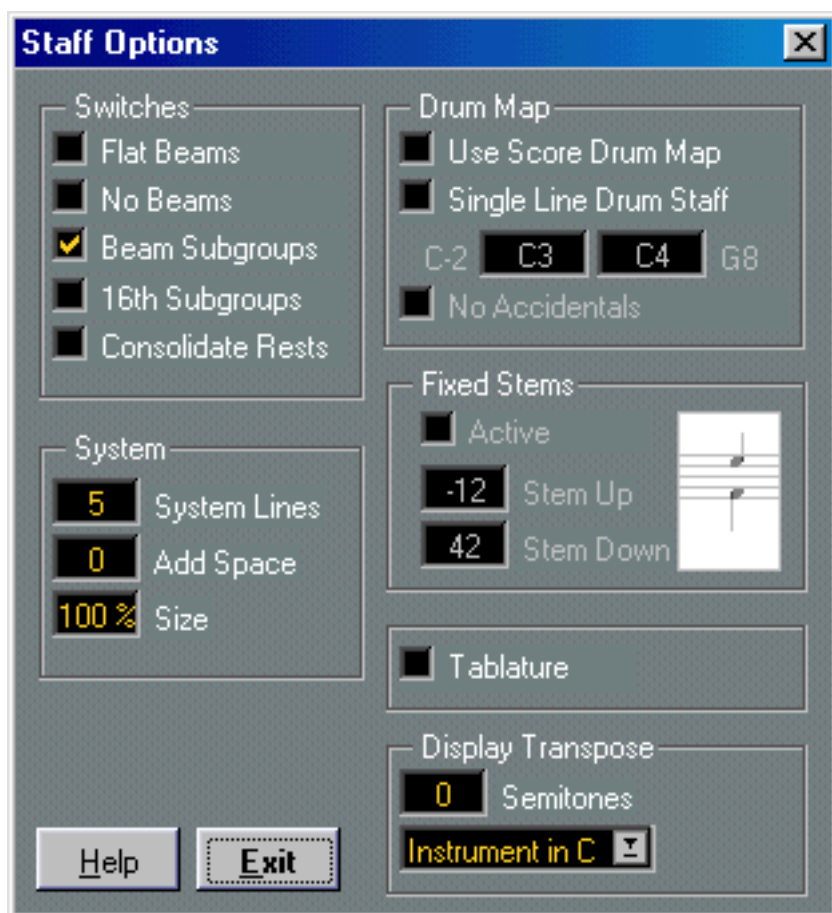 Staff Options
Switches
Flat Beams
No Beams
Beam Subgroups
16th Subgroups
Consolidate Rests
System
5 System Lines
0 Add Space
100 % Size
Help
Exit
Drum Map
Use Score Drum Map
Single Line Drum Staff
C-2 C3 C4 G8
No Accidentals
Fixed Stems
Active
-12 Stem Up
42 Stem Down
Tablature
Display Transpose
0 Semitones
Instrument in C